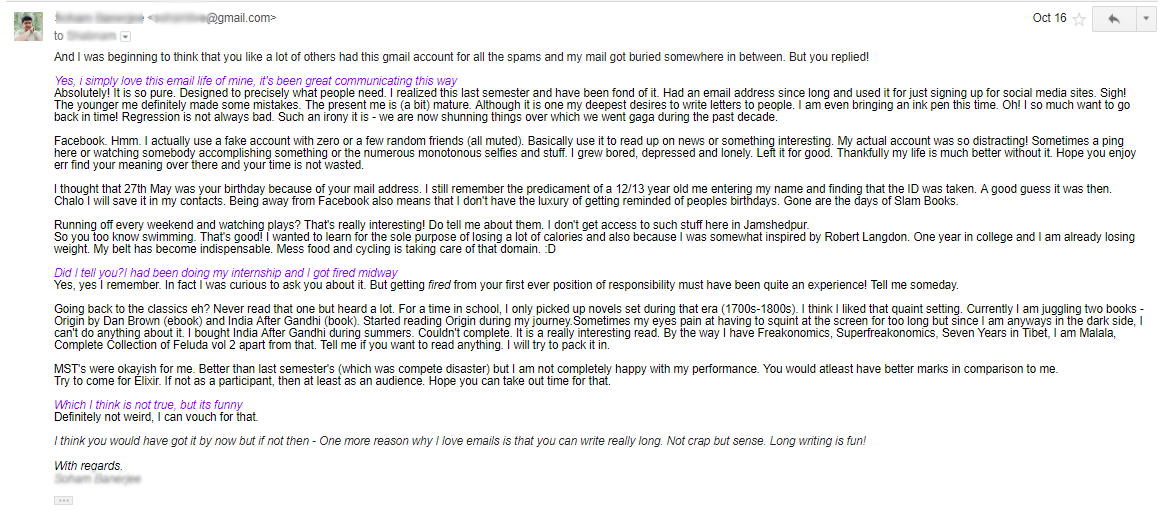 @gmail.com>
Oct 16
to
And I was beginning to think that you like a lot of others had this gmail account for all the spams and my mail got buried somewhere in between. But you replied!
Yes, i simply love this email life of mine, it's been great communicating this way
Absolutely! It is so pure. Designed to precisely what people need. I realized this last semester and have been fond of it. Had an email address since long and used it for just signing up for social media sites. Sigh!
The younger me definitely made some mistakes. The present me is (a bit) mature. Although it is one my deepest desires to write letters to people. I am even bringing an ink pen this time. Oh! I so much want to go
back in time! Regression is not always bad. Such an irony it is - we are now shunning things over which we went gaga during the past decade.
Facebook. Hmm. I actually use a fake account with zero or a few random friends (all muted). Basically use it to read up on news or something interesting. My actual account was so distracting! Sometimes a ping
here or watching somebody accomplishing something or the numerous monotonous selfies and stuff. I grew bored, depressed and lonely. Left it for good. Thankfully my life is much better without it. Hope you enjoy
err find your meaning over there and your time is not wasted.
I thought that 27th May was your birthday because of your mail address. I still remember the predicament of a 12/13 year old me entering my name and finding that the ID was taken. A good guess it was then.
Chalo I will save it in my contacts. Being away from Facebook also means that I don't have the luxury of getting reminded of peoples birthdays. Gone are the days of Slam Books.
Running off every weekend and watching plays? That's really interesting! Do tell me about them. I don't get access to such stuff here in Jamshedpur.
So you too know swimming. That's good! I wanted to learn for the sole purpose of losing a lot of calories and also because I was somewhat inspired by Robert Langdon. One year in college and I am already losing
weight. My belt has become indispensable. Mess food and cycling is taking care of that domain. :D
Did I tell you?I had been doing my internship and I got fired midway
Yes, yes I remember. In fact I was curious to ask you about it. But getting fired from your first ever position of responsibility must have been quite an experience! Tell me someday.
Going back to the classics eh? Never read that one but heard a lot. For a time in school, I only picked up novels set during that era (1700s-1800s). I think I liked that quaint setting. Currently I am juggling two books -
Origin by Dan Brown (ebook) and India After Gandhi (book). Started reading Origin during my journey.Sometimes my eyes pain at having to squint at the screen for too long but since I am anyways in the dark side, I
can't do anything about it. I bought India After Gandhi during summers. Couldn't complete. It is a really interesting read. By the way I have Freakonomics, Superfreakonomics, Seven Years in Tibet, I am Malala,
Complete Collection of Feluda vol 2 apart from that. Tell me if you want to read anything. I will try to pack it in.
MST's were okayish for me. Better than last semester's (which was compete disaster) but I am not completely happy with my performance. You would atleast have better marks in comparison to me.
Try to come for Elixir. If not as a participant, then at least as an audience. Hope you can take out time for that.
Which I think is not true, but its funny
Definitely not weird, I can vouch for that.
I think you would have got it by now but if not then - One more reason why I love emails is that you can write really long. Not crap but sense. Long writing is fun!
With regards.